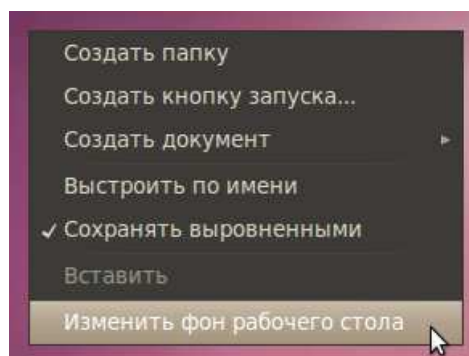 Создать папку
Создать кнопку запуска...
Создать документ
Выстроить по имени
Сохранять выровненными
Вставить
Изменить фон рабочего стола